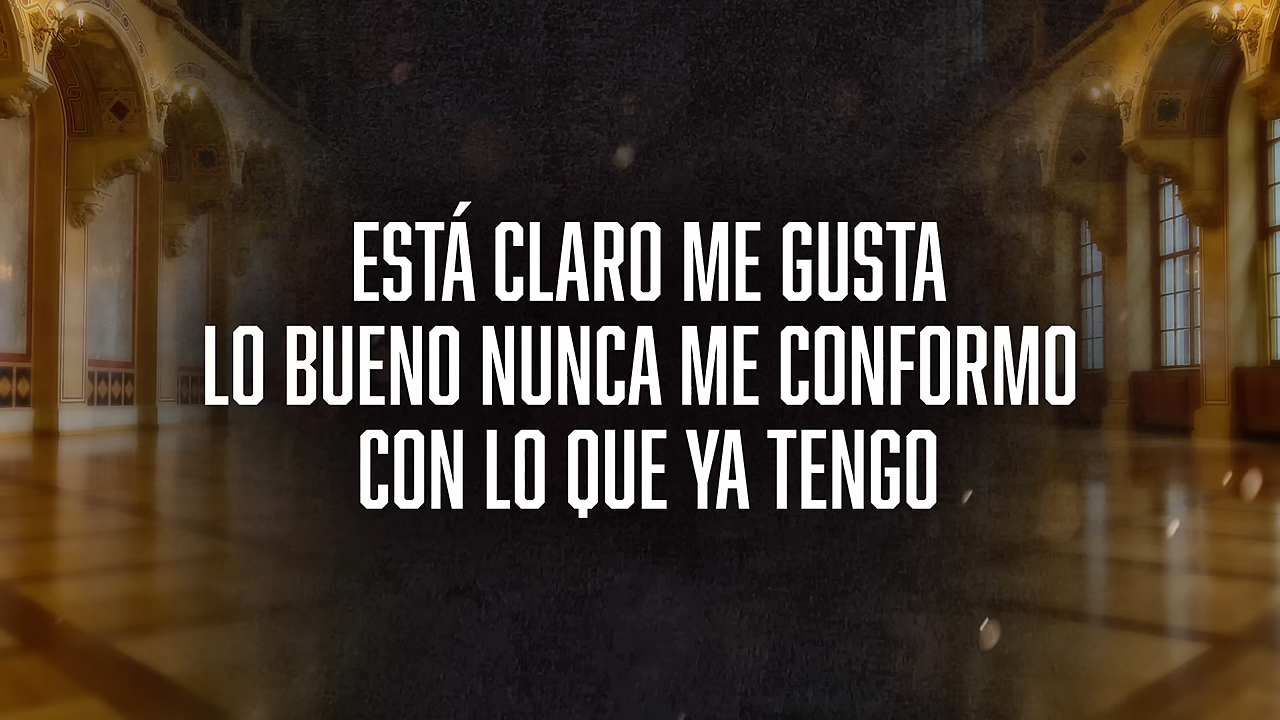 ESTÁ CLARO ME GUSTA
LO BUENO NUNCA ME CONFORMO
CON LO QUE YA TENGO